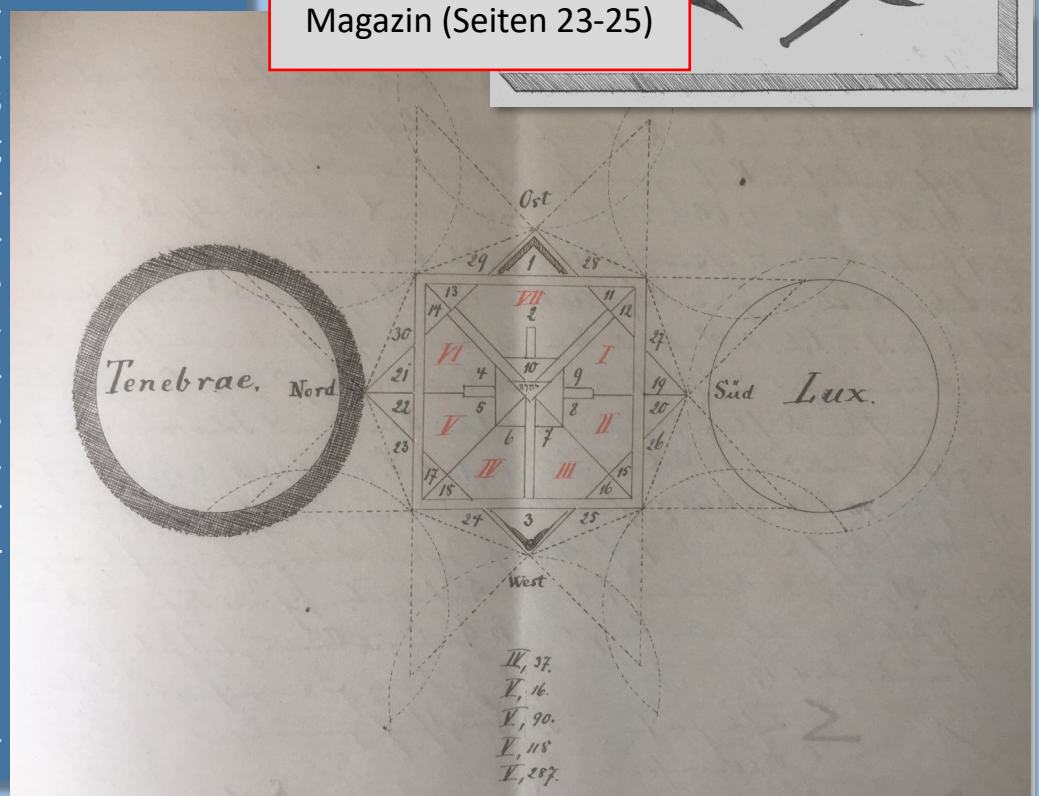 Magazin (Seiten 23-25)
Ost
29 1 28
13 VII 11
14 2 12
30 27
VI 10 I
21 4 יהוה 9 19
Tenebrae. Nord Süd Lux.
22 5 8 20
23 V 6 7 II 26
17 IV III 15
18 16
24 3 25
West
IV, 37.
V, 16.
V, 90.
V, 118
V, 287.